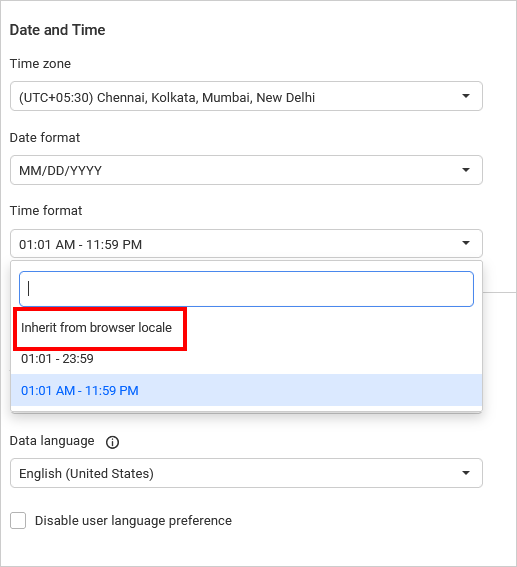 Date and Time
Time zone
(UTC+05:30) Chennai, Kolkata, Mumbai, New Delhi
Date format
MM/DD/YYYY
Time format
01:01 AM - 11:59 PM
Inherit from browser locale
01:01 - 23:59
01:01 AM - 11:59 PM
Data language
English (United States)
Disable user language preference